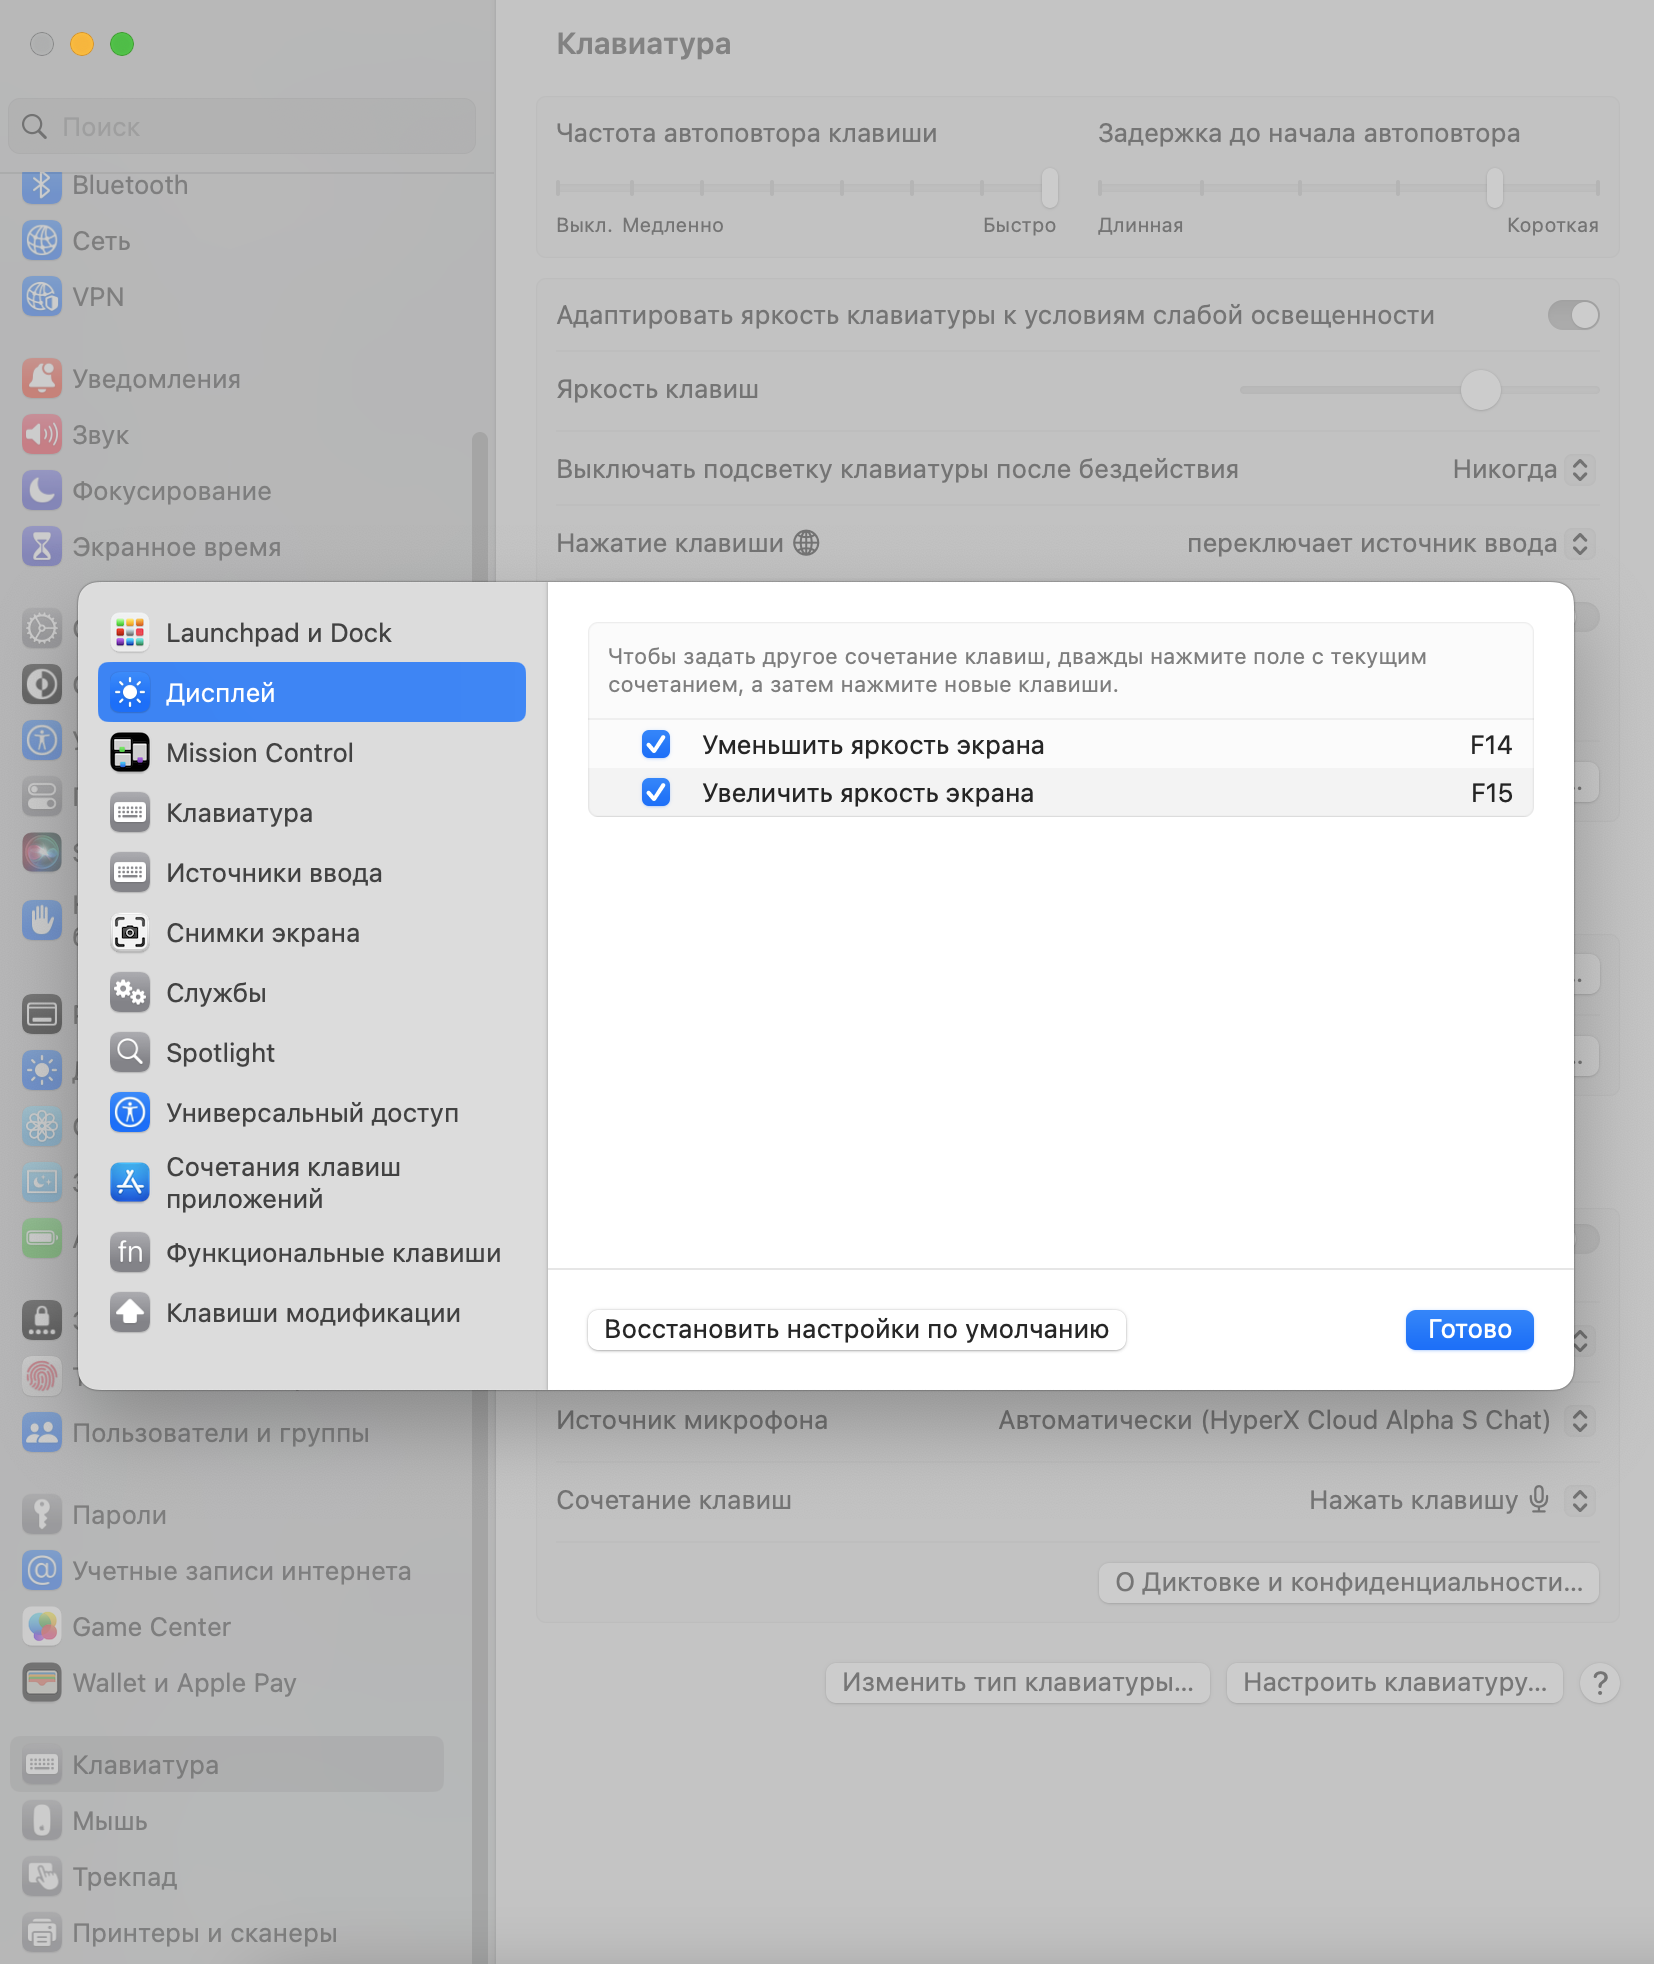 Клавиатура
Поиск
Bluetooth
Сеть
VPN
Уведомления
Звук
Фокусирование
Экранное время
Частота автоповтора клавиши
Задержка до начала автоповтора
Выкл. Медленно
Быстро
Длинная
Короткая
Адаптировать яркость клавиатуры к условиям слабой освещенности
Яркость клавиш
Выключать подсветку клавиатуры после бездействия
Никогда
Нажатие клавиши
переключает источник ввода
Launchpad и Dock
Дисплей
Mission Control
Клавиатура
Источники ввода
Снимки экрана
Службы
Spotlight
Универсальный доступ
Сочетания клавиш
приложений
fn Функциональные клавиши
Клавиши модификации
Чтобы задать другое сочетание клавиш, дважды нажмите поле с текущим
сочетанием, а затем нажмите новые клавиши.
Уменьшить яркость экрана F14
Увеличить яркость экрана F15
Восстановить настройки по умолчанию
Готово
Источник микрофона
Автоматически (HyperX Cloud Alpha S Chat)
Сочетание клавиш
Нажать клавишу
О Диктовке и конфиденциальности...
Изменить тип клавиатуры...
Настроить клавиатуру...
?
Пользователи и группы
Пароли
Учетные записи интернета
Game Center
Wallet и Apple Pay
Клавиатура
Мышь
Трекпад
Принтеры и сканеры